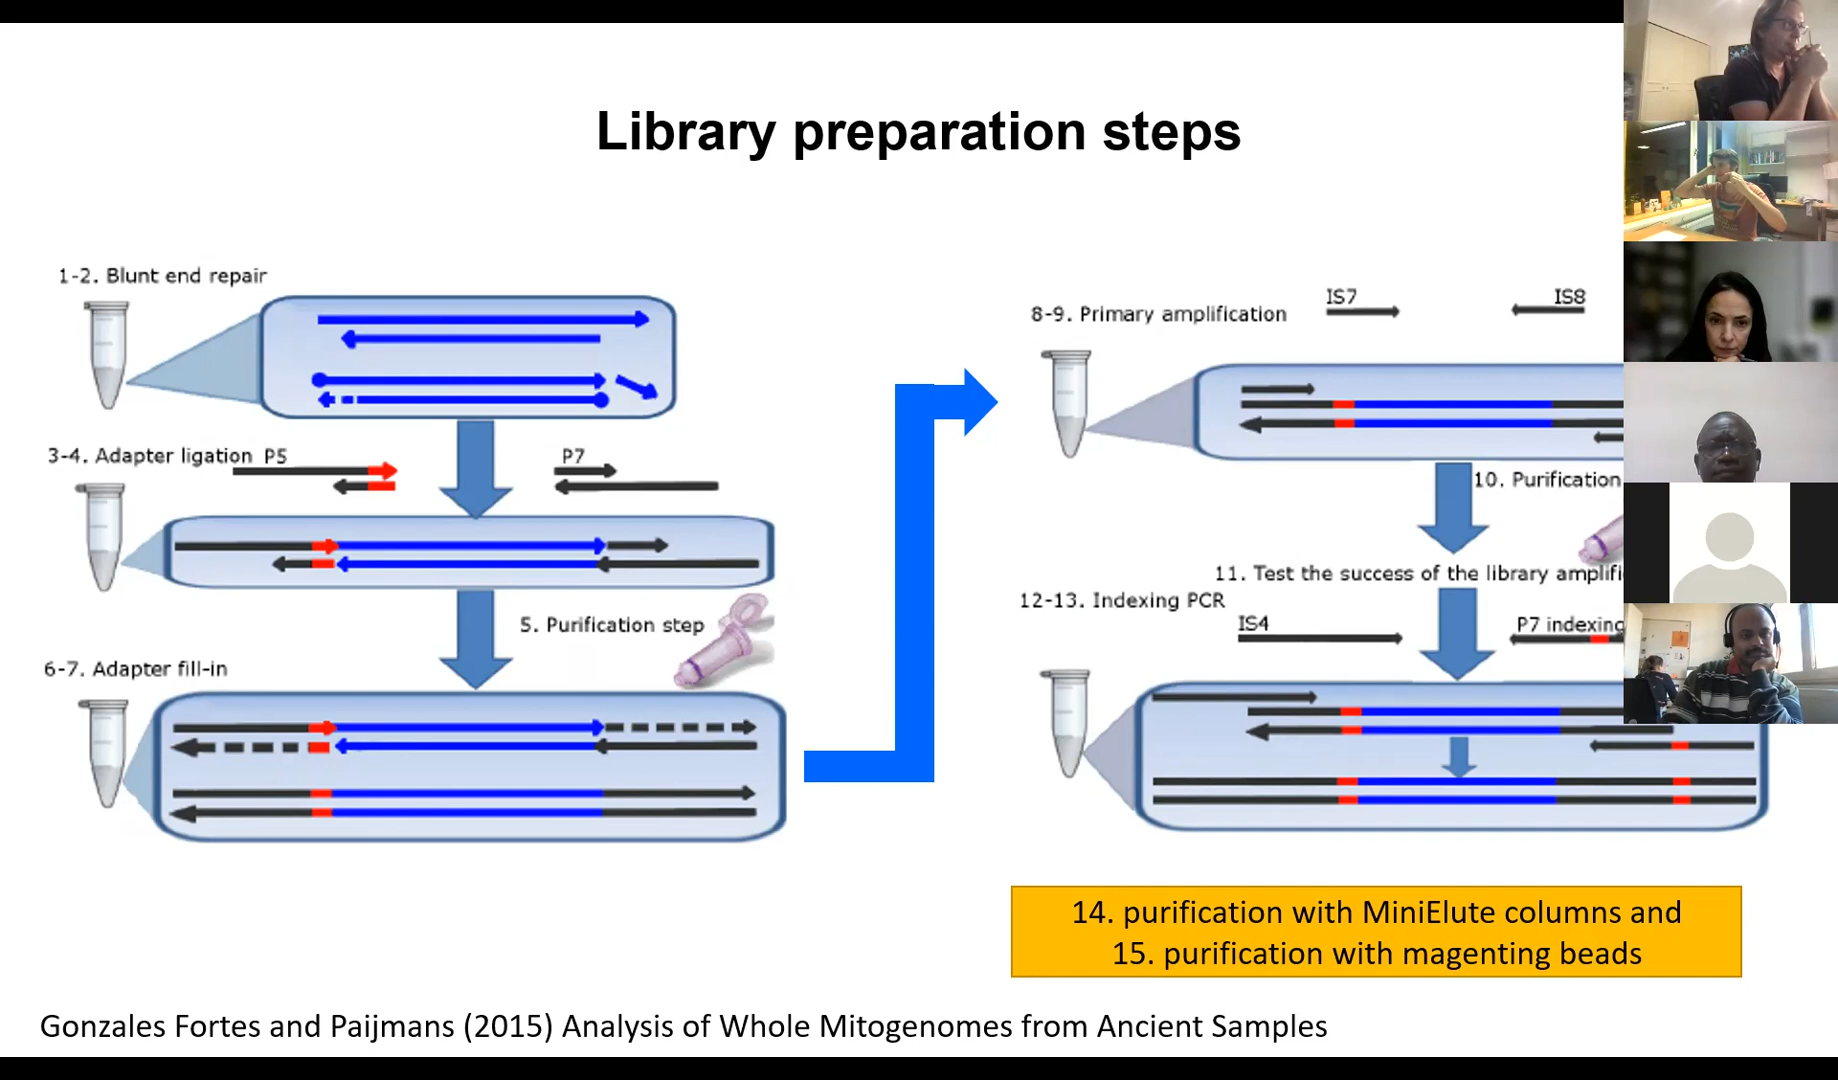 Library preparation steps
1-2. Blunt end repair
3-4. Adapter ligation P5
P7
5. Purification step
6-7. Adapter fill-in
8-9. Primary amplification
IS7
IS8
10. Purification
11. Test the success of the library amplifi
12-13. Indexing PCR
IS4
P7 indexing
14. purification with MiniElute columns and
15. purification with magenting beads
Gonzales Fortes and Paijmans (2015) Analysis of Whole Mitogenomes from Ancient Samples